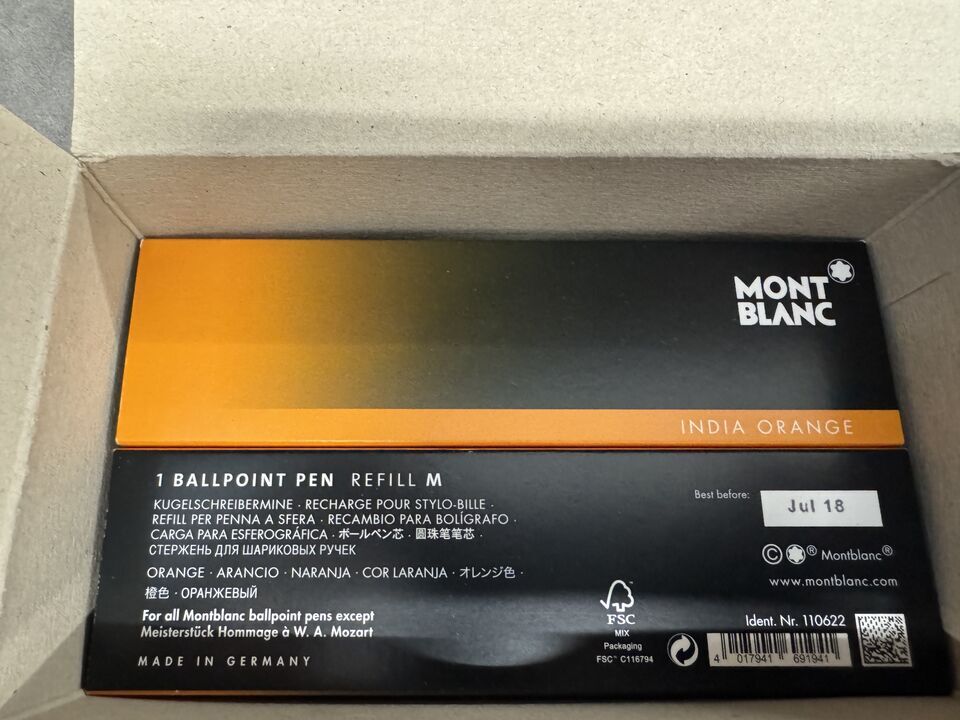 MONT
BLANC
INDIA ORANGE
1 BALLPOINT PEN REFILL M
KUGELSCHREIBERMINE · RECHARGE POUR STYLO-BILLE ·
REFILL PER PENNA A SFERA · RECAMBIO PARA BOLÍGRAFO ·
CARGA PARA ESFEROGRÁFICA · ボールペン芯 · 圆珠笔笔芯 ·
СТЕРЖЕНЬ ДЛЯ ШАРИКОВЫХ РУЧЕК
ORANGE · ARANCIO · NARANJA · COR LARANJA · オレンジ色 ·
橙色 · ОРАНЖЕВЫЙ
For all Montblanc ballpoint pens except
Meisterstück Hommage à W. A. Mozart
MADE IN GERMANY
Best before: Jul 18
© ® Montblanc®
www.montblanc.com
FSC
MIX
Packaging
FSC™ C116794
Ident. Nr. 110622
4 017941 691941